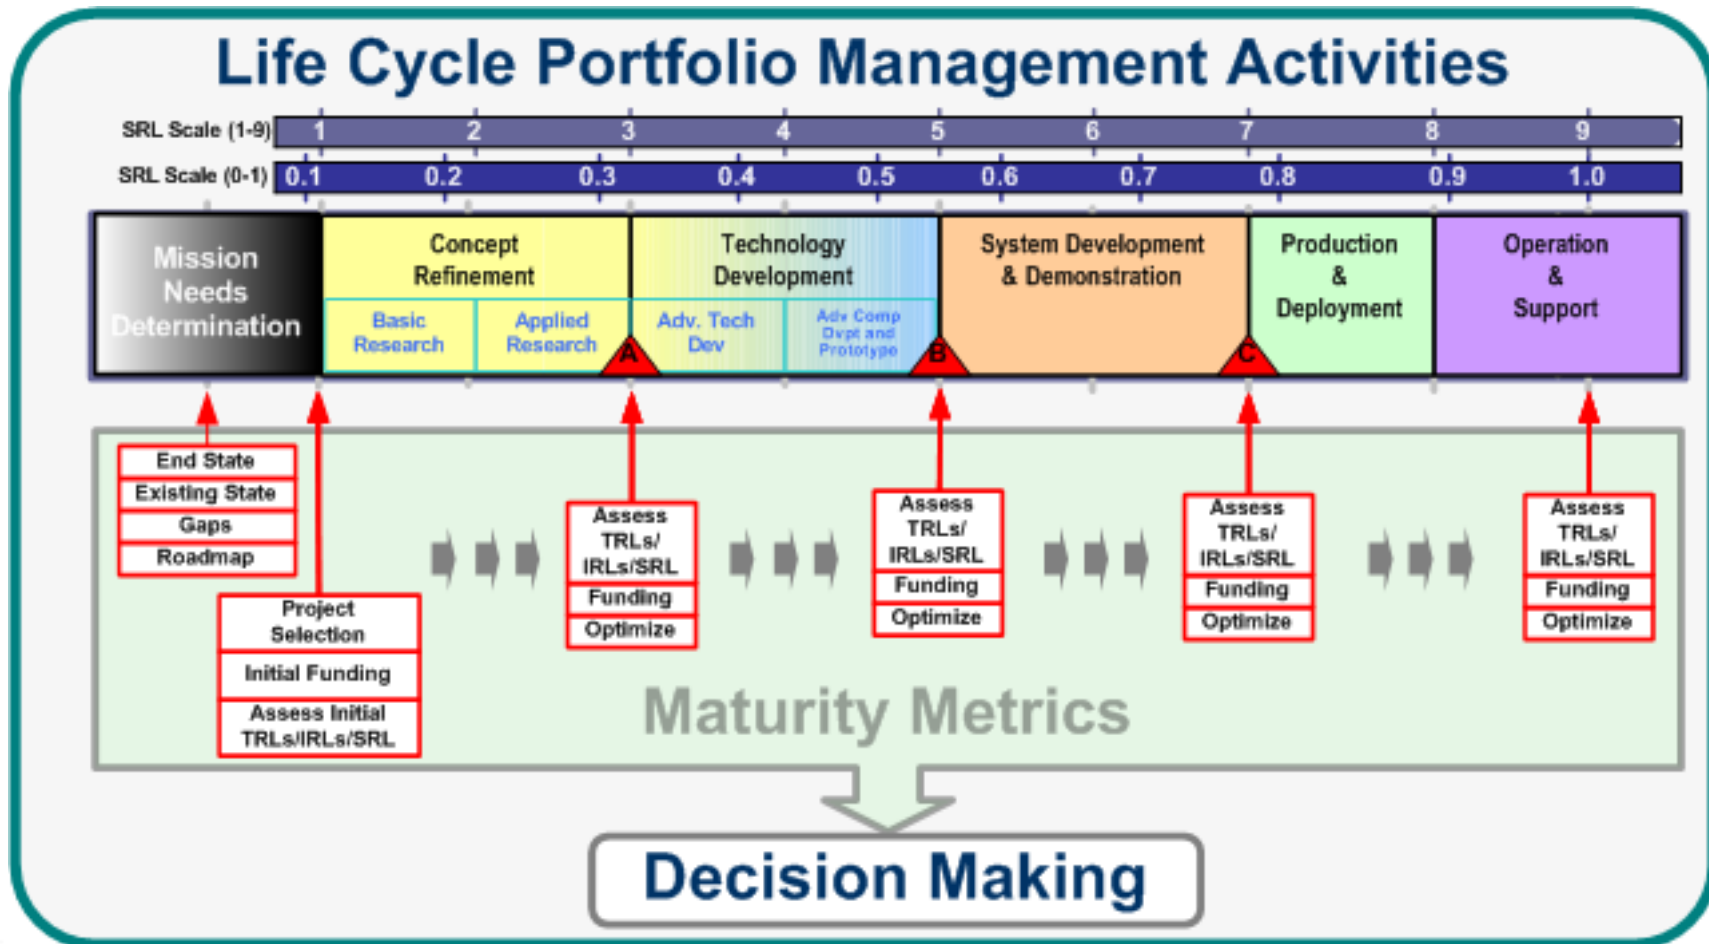 Life Cycle Portfolio Management Activities
SRL Scale (1-9) 1 2 3 4 5 6 7 8 9
SRL Scale (0-1) 0.1 0.2 0.3 0.4 0.5 0.6 0.7 0.8 0.9 1.0
Mission
Needs
Determination
Concept
Refinement
Basic
Research
Applied
Research
A
Technology
Development
Adv. Tech
Dev
Adv Comp
Dvpt and
Prototype
B
System Development
& Demonstration
C
Production
&
Deployment
Operation
&
Support
End State
Existing State
Gaps
Roadmap
Project
Selection
Initial Funding
Assess Initial
TRLs/IRLs/SRL
Assess
TRLs/
IRLs/SRL
Funding
Optimize
Assess
TRLs/
IRLs/SRL
Funding
Optimize
Assess
TRLs/
IRLs/SRL
Funding
Optimize
Assess
TRLs/
IRLs/SRL
Funding
Optimize
Maturity Metrics
Decision Making